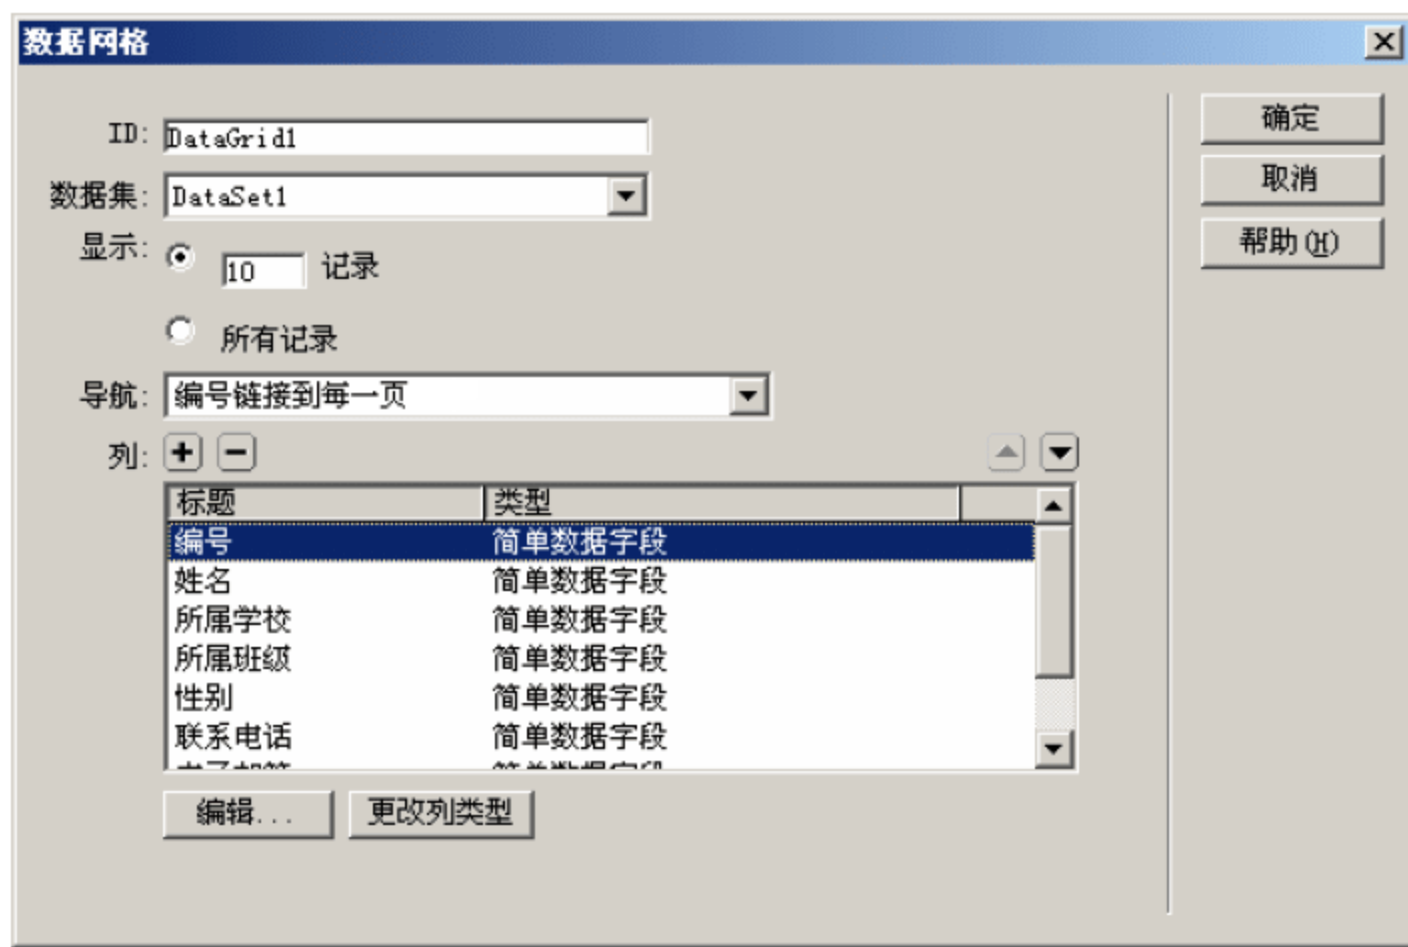 数据网格
ID: DataGrid1
数据集: DataSet1
显示: 10 记录
所有记录
导航: 编号链接到每一页
列:
标题 类型
编号 简单数据字段
姓名 简单数据字段
所属学校 简单数据字段
所属班级 简单数据字段
性别 简单数据字段
联系电话 简单数据字段
编辑... 更改列类型
确定
取消
帮助(H)